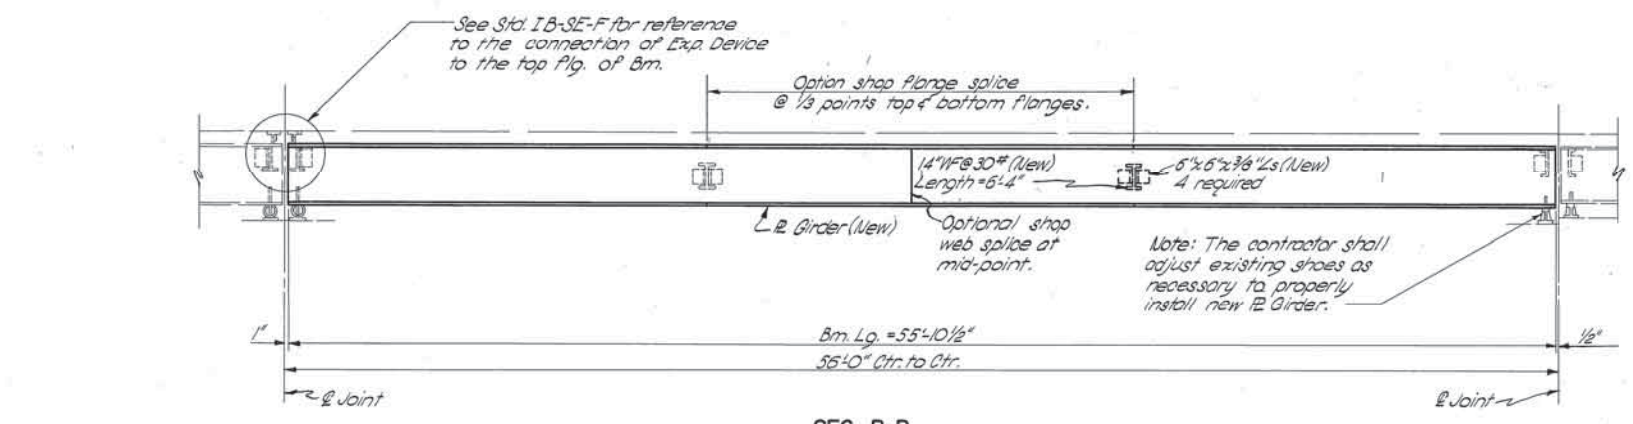 See Std. IB-SE-F for reference
to the connection of Exp. Device
to the top flg. of Bm.
Option shop flange splice
@ 1/3 points top & bottom flanges.
14"WF@30# (New)
Length=6'-4"
6"x6"x3/8" Ls (New)
4 required
PL Girder (New)
Optional shop
web splice at
mid-point.
Note: The contractor shall
adjust existing shoes as
necessary to properly
install new PL Girder.
1"
Bm. Lg. = 55'-10 1/2"
1/2"
56'-0" Ctr. to Ctr.
℄ Joint
℄ Joint